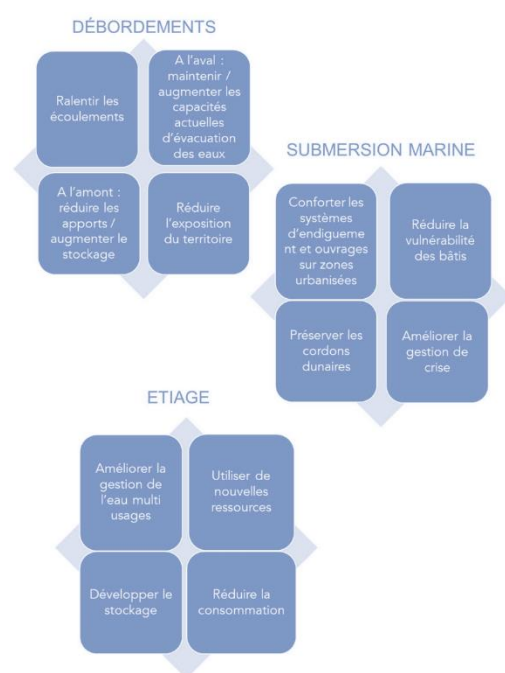 DÉBORDEMENTS
Ralentir les
écoulements
A l'aval :
maintenir /
augmenter les
capacités
actuelles
d'évacuation
des eaux
A l'amont :
réduire les
apports /
augmenter le
stockage
Réduire
l'exposition
du territoire
SUBMERSION MARINE
Conforter les
systèmes
d'endigueme
nt et ouvrages
sur zones
urbanisées
Réduire la
vulnérabilité
des bâtis
Préserver les
cordons
dunaires
Améliorer la
gestion de
crise
ETIAGE
Améliorer la
gestion de
l'eau multi
usages
Utiliser de
nouvelles
ressources
Développer le
stockage
Réduire la
consommation